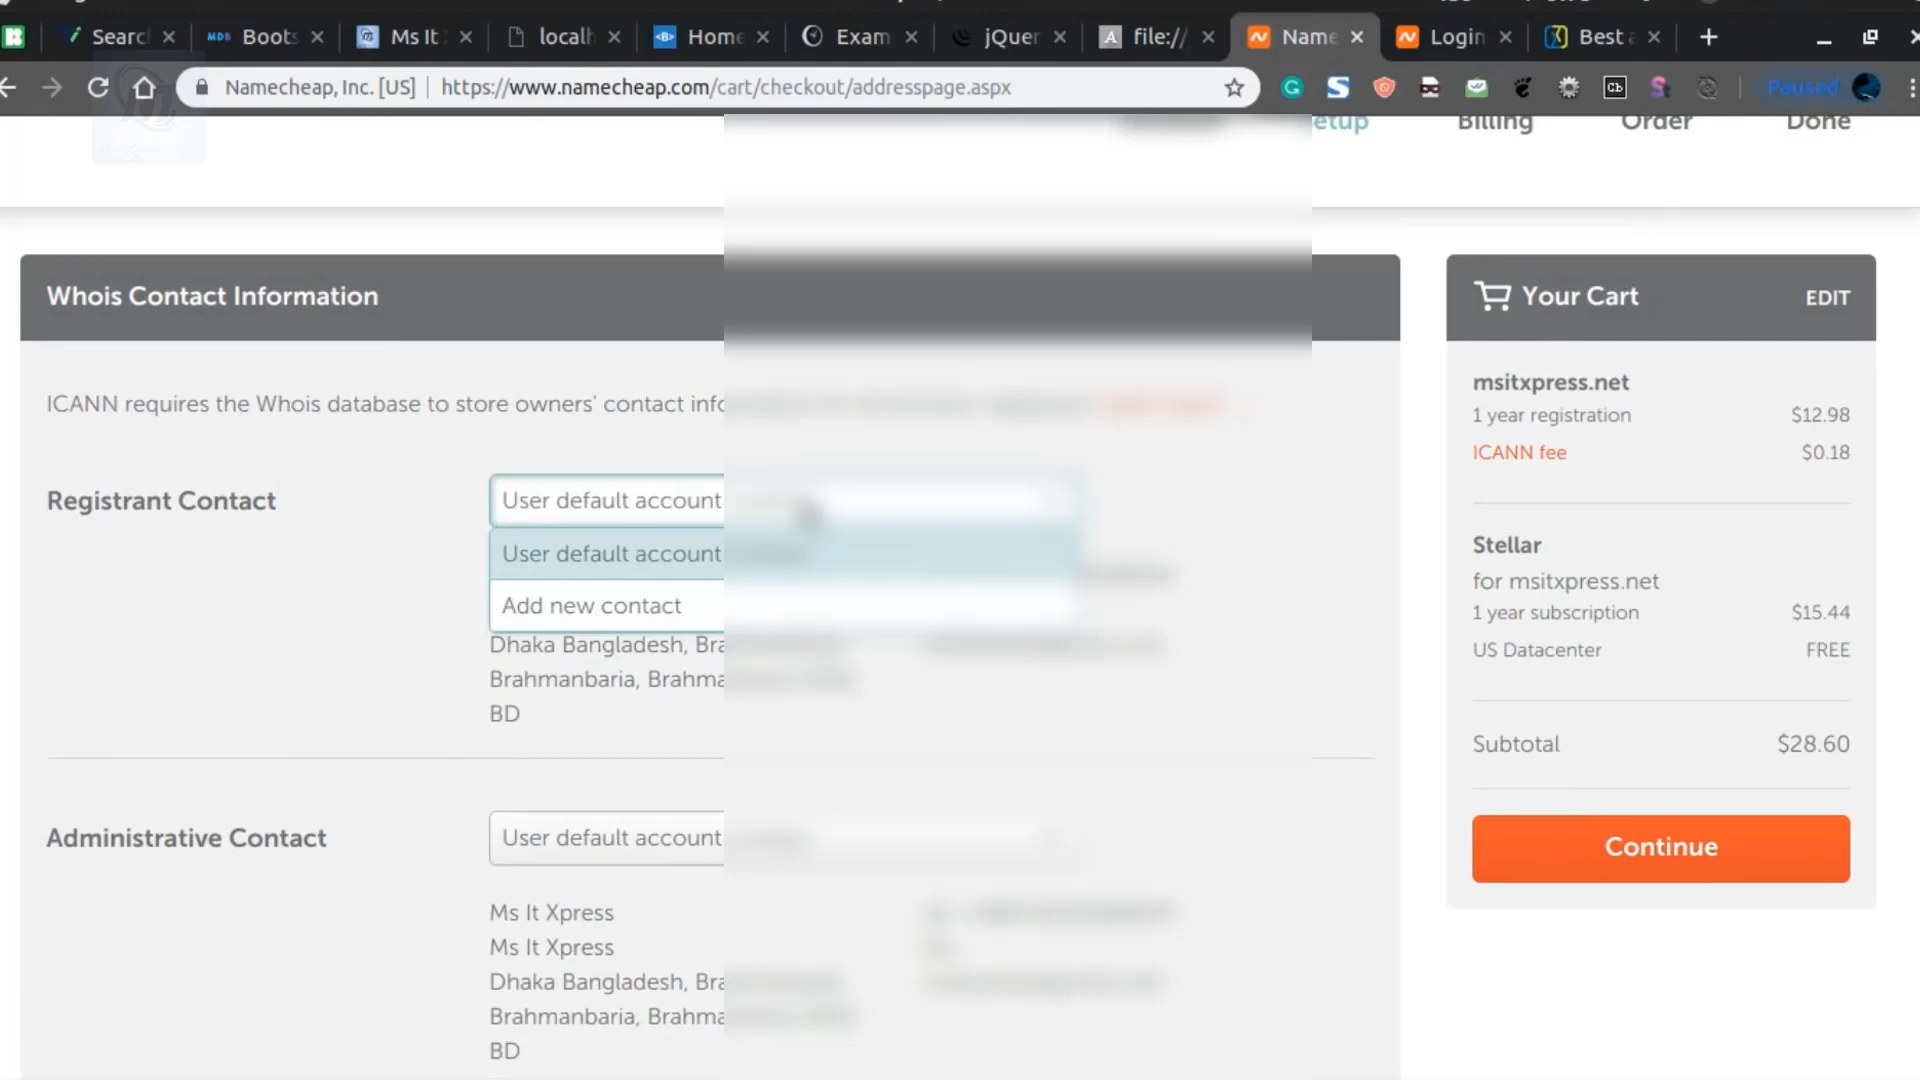 Searc
MDB Boots
Ms It
localh
Home
Exam
jQuer
file://
Name
Login
Best a
Namecheap, Inc. [US] | https://www.namecheap.com/cart/checkout/addresspage.aspx
Paused
Setup
Billing
Order
Done
Whois Contact Information
ICANN requires the Whois database to store owners' contact info
Registrant Contact
User default account
User default account
Add new contact
Dhaka Bangladesh, Bra
Brahmanbaria, Brahma
BD
Administrative Contact
User default account
Ms It Xpress
Ms It Xpress
Dhaka Bangladesh, Bra
Brahmanbaria, Brahma
BD
Your Cart EDIT
msitxpress.net
1 year registration $12.98
ICANN fee $0.18
Stellar
for msitxpress.net
1 year subscription $15.44
US Datacenter FREE
Subtotal $28.60
Continue